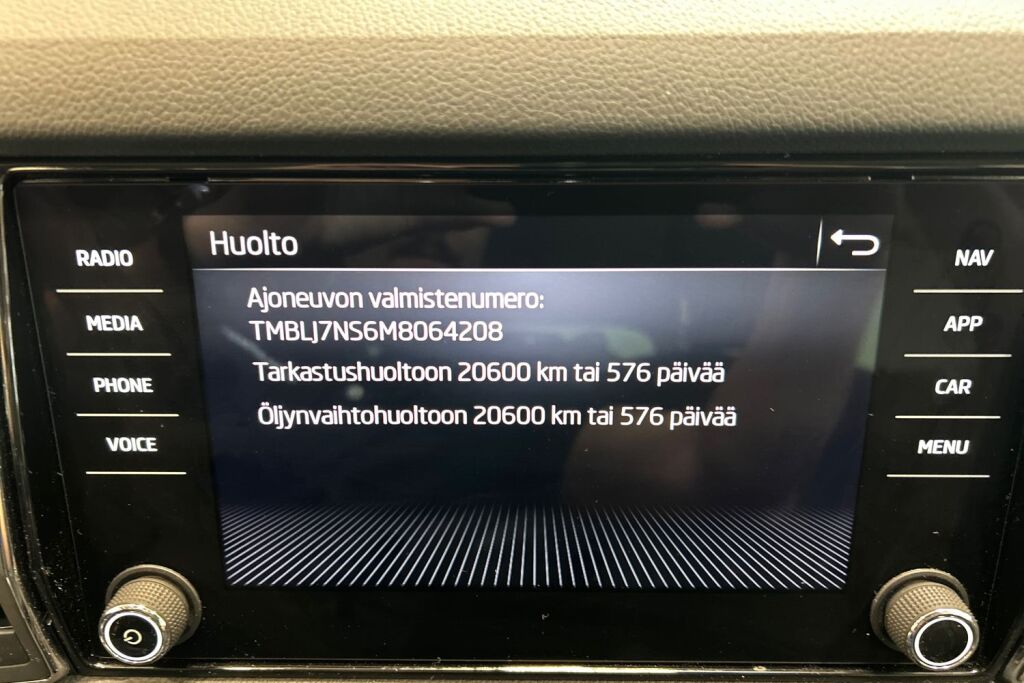 Huolto
RADIO
NAV
Ajoneuvon valmistenumero:
MEDIA
TMBLJ7NS6M8064208
APP
PHONE
Tarkastushuoltoon 20600 km tai 576 päivää
CAR
Öljynvaihtohuoltoon 20600 km tai 576 päivää
VOICE
MENU